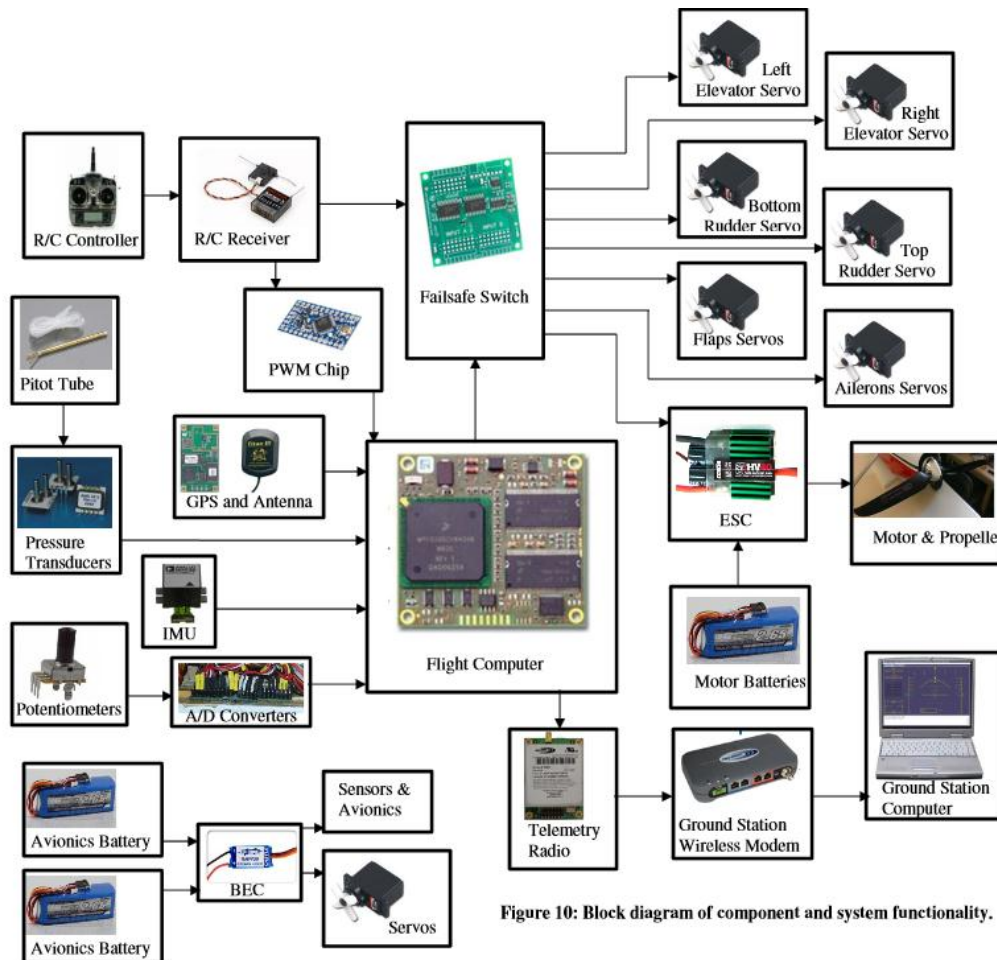 Left
Elevator Servo
Right
Elevator Servo
R/C Controller
R/C Receiver
Failsafe Switch
Bottom
Rudder Servo
Top
Rudder Servo
Flaps Servos
Ailerons Servos
PWM Chip
Pitot Tube
GPS and Antenna
Pressure
Transducers
IMU
Potentiometers
A/D Converters
Flight Computer
ESC
Motor & Propelle
Motor Batteries
Avionics Battery
Avionics Battery
BEC
Sensors &
Avionics
Servos
Telemetry
Radio
Ground Station
Wireless Modem
Ground Station
Computer
Figure 10: Block diagram of component and system functionality.